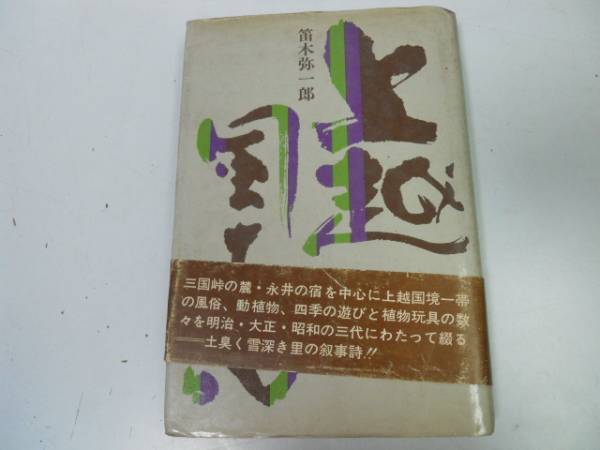 笛木弥一郎
上越
三国峠の麓・永井の宿を中心に上越国境一帯
の風俗、動植物、四季の遊びと植物玩具の数
々を明治・大正・昭和の三代にわたって綴る
——土臭く雪深き里の叙事詩!!